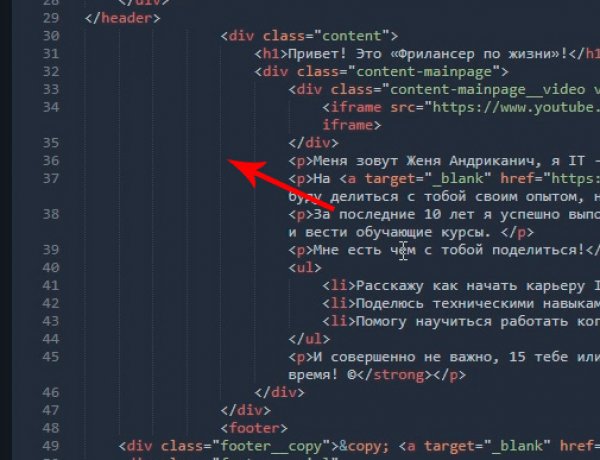 28 </div>
29 </header>
30 <div class="content">
31 <h1>Привет! Это «Фрилансер по жизни»!</h1
32 <div class="content-mainpage">
33 <div class="content-mainpage__video v
34 <iframe src="https://www.youtube.
iframe>
35 </div>
36 <p>Меня зовут Женя Андриканич, я IT -
37 <p>На <a target="_blank" href="https:
буду делиться с тобой своим опытом, н
38 <p>За последние 10 лет я успешно выпо
и вести обучающие курсы. </p>
39 <p>Мне есть чем с тобой поделиться!</
40 <ul>
41 <li>Расскажу как начать карьеру I
42 <li>Поделюсь техническими навыкам
43 <li>Помогу научиться работать ког
44 </ul>
45 <p>И совершенно не важно, 15 тебе или
время! ©</strong></p>
46 </div>
47 </div>
48 <footer>
49 <div class="footer__copy">&copy; <a target="_blank" href=